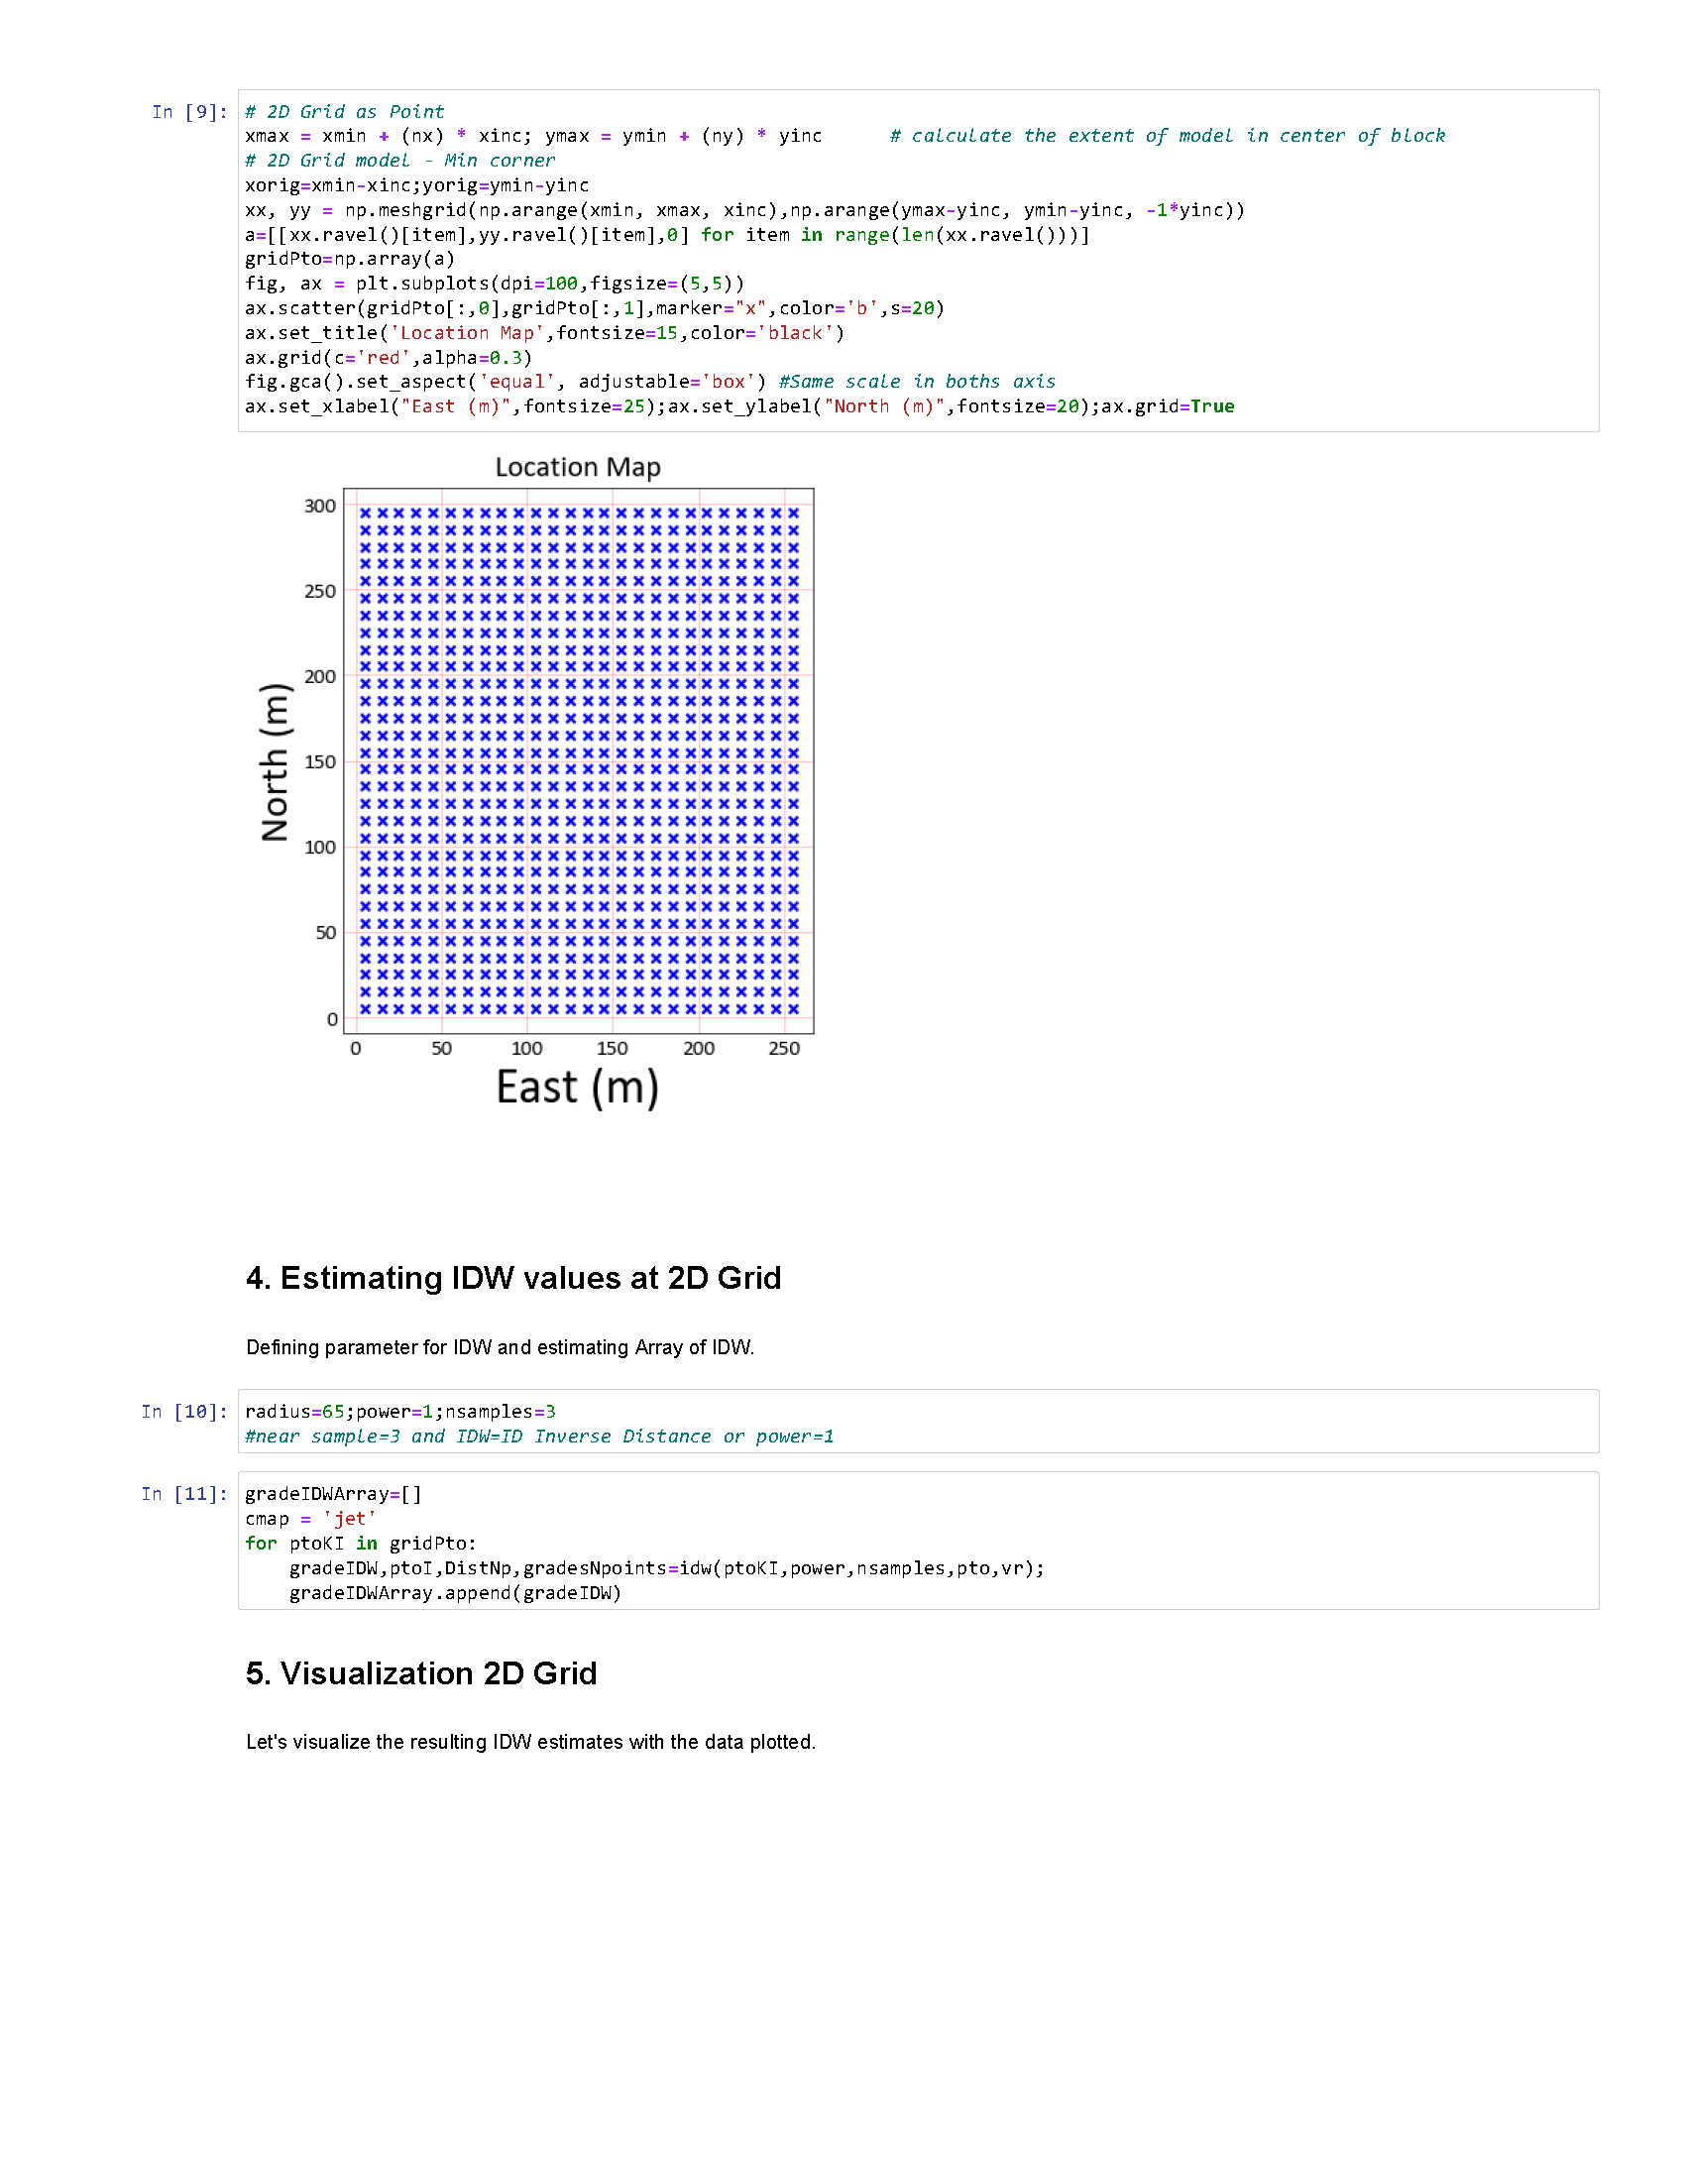 In [9]: # 2D Grid as Point
xmax = xmin + (nx) * xinc; ymax = ymin + (ny) * yinc      # calculate the extent of model in center of block
# 2D Grid model - Min corner
xorig=xmin-xinc;yorig=ymin-yinc
xx, yy = np.meshgrid(np.arange(xmin, xmax, xinc),np.arange(ymax-yinc, ymin-yinc, -1*yinc))
a=[[xx.ravel()[item],yy.ravel()[item],0] for item in range(len(xx.ravel()))]
gridPto=np.array(a)
fig, ax = plt.subplots(dpi=100,figsize=(5,5))
ax.scatter(gridPto[:,0],gridPto[:,1],marker="x",color='b',s=20)
ax.set_title('Location Map',fontsize=15,color='black')
ax.grid(c='red',alpha=0.3)
fig.gca().set_aspect('equal', adjustable='box') #Same scale in boths axis
ax.set_xlabel("East (m)",fontsize=25);ax.set_ylabel("North (m)",fontsize=20);ax.grid=True
Location Map
300
250
200
150
100
50
0
North (m)
0 50 100 150 200 250
East (m)
4. Estimating IDW values at 2D Grid
Defining parameter for IDW and estimating Array of IDW.
In [10]: radius=65;power=1;nsamples=3
#near sample=3 and IDW=ID Inverse Distance or power=1
In [11]: gradeIDWArray=[]
cmap = 'jet'
for ptoKI in gridPto:
    gradeIDW,ptoI,DistNp,gradesNpoints=idw(ptoKI,power,nsamples,pto,vr);
    gradeIDWArray.append(gradeIDW)
5. Visualization 2D Grid
Let's visualize the resulting IDW estimates with the data plotted.